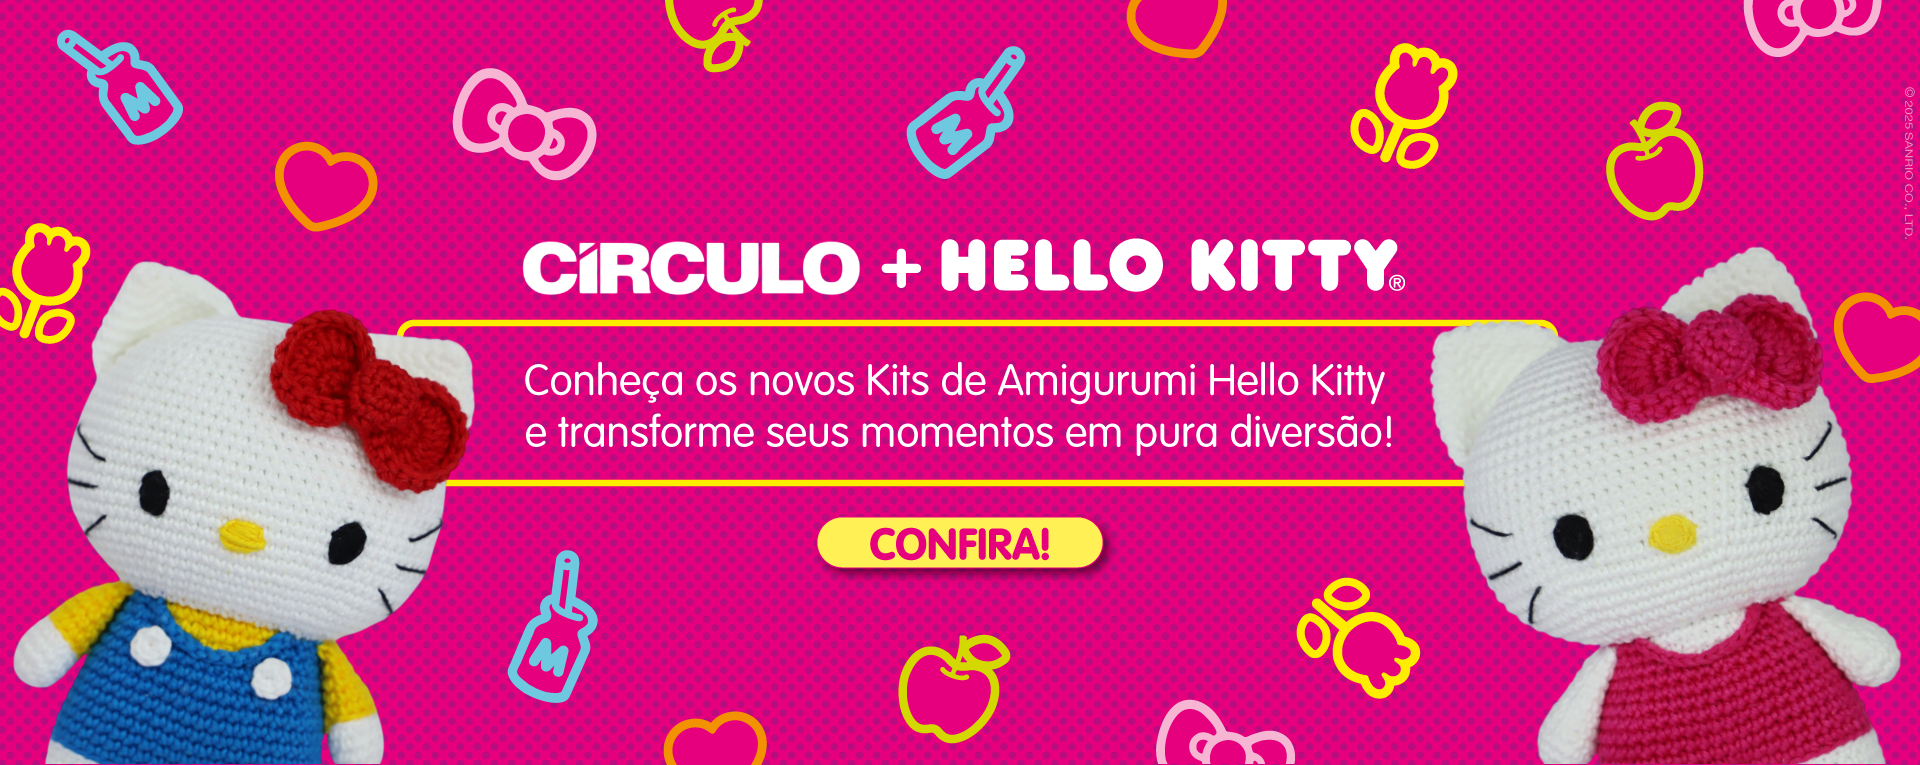 CÍRCULO + HELLO KITTY®
Conheça os novos Kits de Amigurumi Hello Kitty
e transforme seus momentos em pura diversão!
CONFIRA!
© 2025 SANRIO CO., LTD.
M
M
M